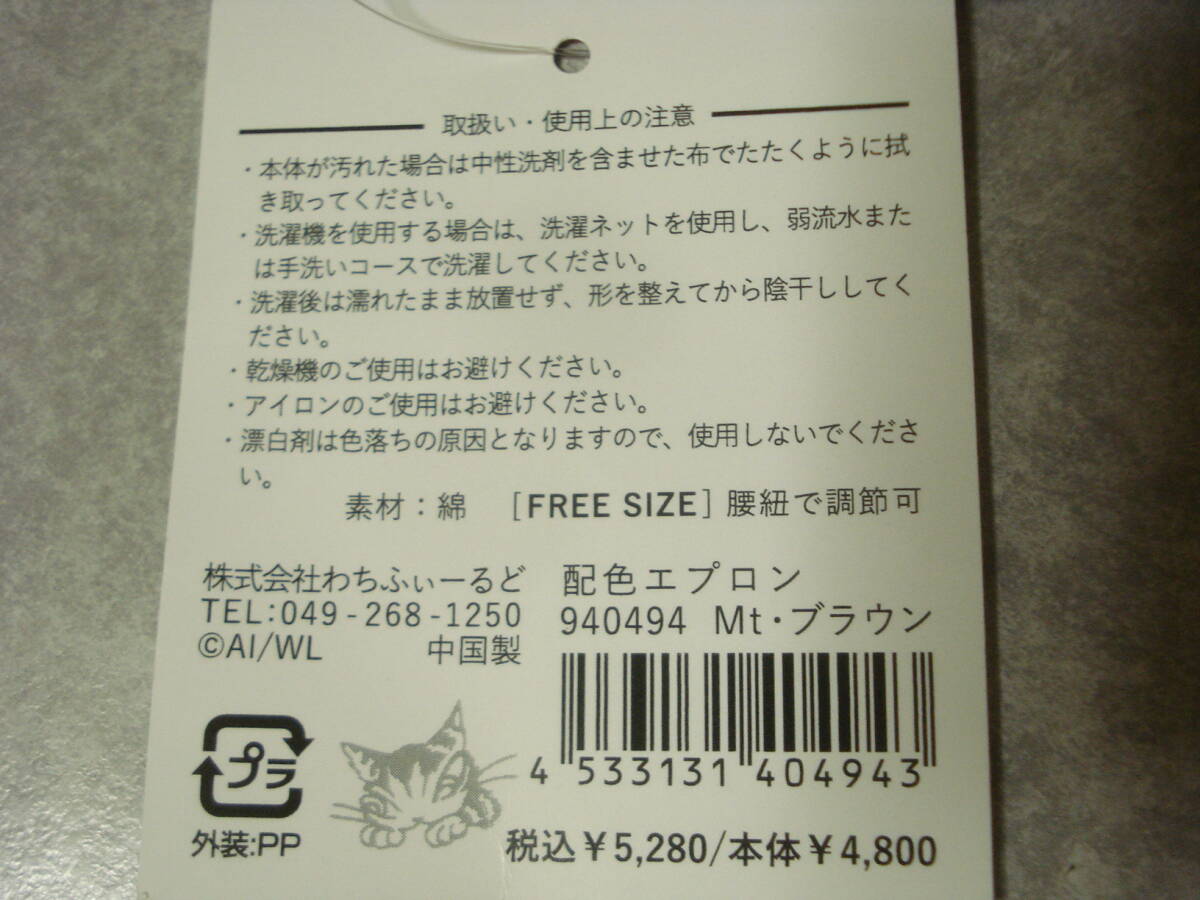 取扱い・使用上の注意
・本体が汚れた場合は中性洗剤を含ませた布でたたくように拭
き取ってください。
・洗濯機を使用する場合は、洗濯ネットを使用し、弱流水また
は手洗いコースで洗濯してください。
・洗濯後は濡れたまま放置せず、形を整えてから陰干ししてく
ださい。
・乾燥機のご使用はお避けください。
・アイロンのご使用はお避けください。
・漂白剤は色落ちの原因となりますので、使用しないでくださ
い。
素材：綿 [FREE SIZE] 腰紐で調節可
株式会社わちふぃーるど
TEL:049-268-1250
©AI/WL 中国製
配色エプロン
940494 Mt・ブラウン
4 533131 404943
プラ
外装:PP
税込￥5,280/本体￥4,800